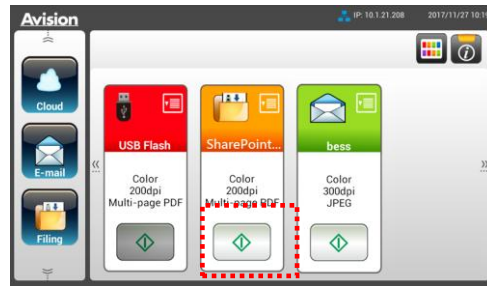 Avision
IP: 10.1.21.208 2017/11/27 10:19
Cloud
E-mail
Filing
USB Flash
Color
200dpi
Multi-page PDF
SharePoint...
Color
200dpi
Multi-page PDF
bess
Color
300dpi
JPEG